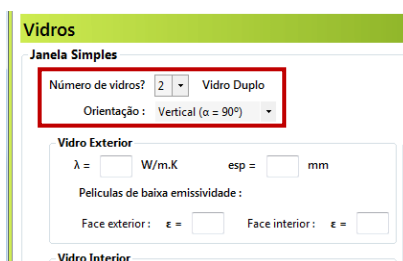 Vidros
Janela Simples
Número de vidros? 2 Vidro Duplo
Orientação : Vertical (α = 90º)
Vidro Exterior
λ = W/m.K esp = mm
Peliculas de baixa emissividade :
Face exterior : ε = Face interior : ε =
Vidro Interior